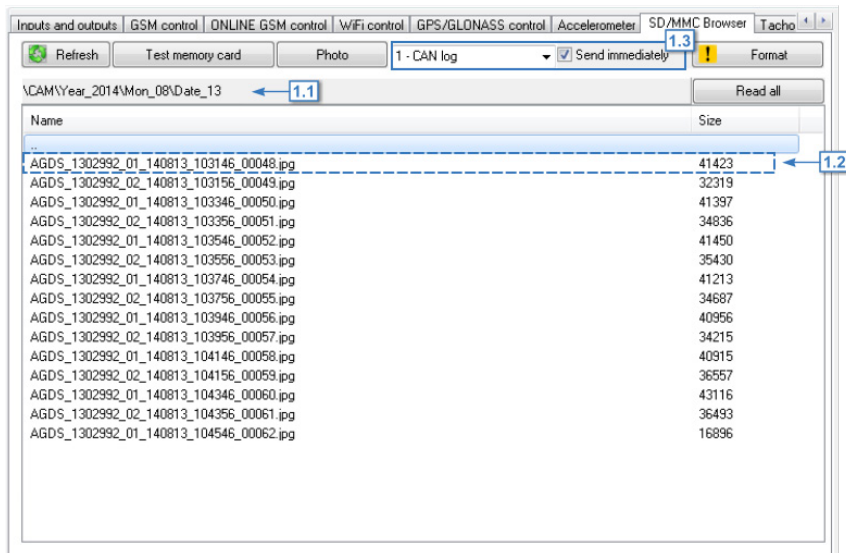 Inputs and outputs GSM control ONLINE GSM control WiFi control GPS/GLONASS control Accelerometer SD/MMC Browser Tacho
1.3
Refresh Test memory card Photo 1 - CAN log Send immediately ! Format
\CAM\Year_2014\Mon_08\Date_13 1.1 Read all
Name Size
..
AGDS_1302992_01_140813_103146_00048.jpg 41423 1.2
AGDS_1302992_02_140813_103156_00049.jpg 32319
AGDS_1302992_01_140813_103346_00050.jpg 41397
AGDS_1302992_02_140813_103356_00051.jpg 34836
AGDS_1302992_01_140813_103546_00052.jpg 41450
AGDS_1302992_02_140813_103556_00053.jpg 35430
AGDS_1302992_01_140813_103746_00054.jpg 41213
AGDS_1302992_02_140813_103756_00055.jpg 34687
AGDS_1302992_01_140813_103946_00056.jpg 40956
AGDS_1302992_02_140813_103956_00057.jpg 34215
AGDS_1302992_01_140813_104146_00058.jpg 40915
AGDS_1302992_02_140813_104156_00059.jpg 36557
AGDS_1302992_01_140813_104346_00060.jpg 43116
AGDS_1302992_02_140813_104356_00061.jpg 36493
AGDS_1302992_01_140813_104546_00062.jpg 16896